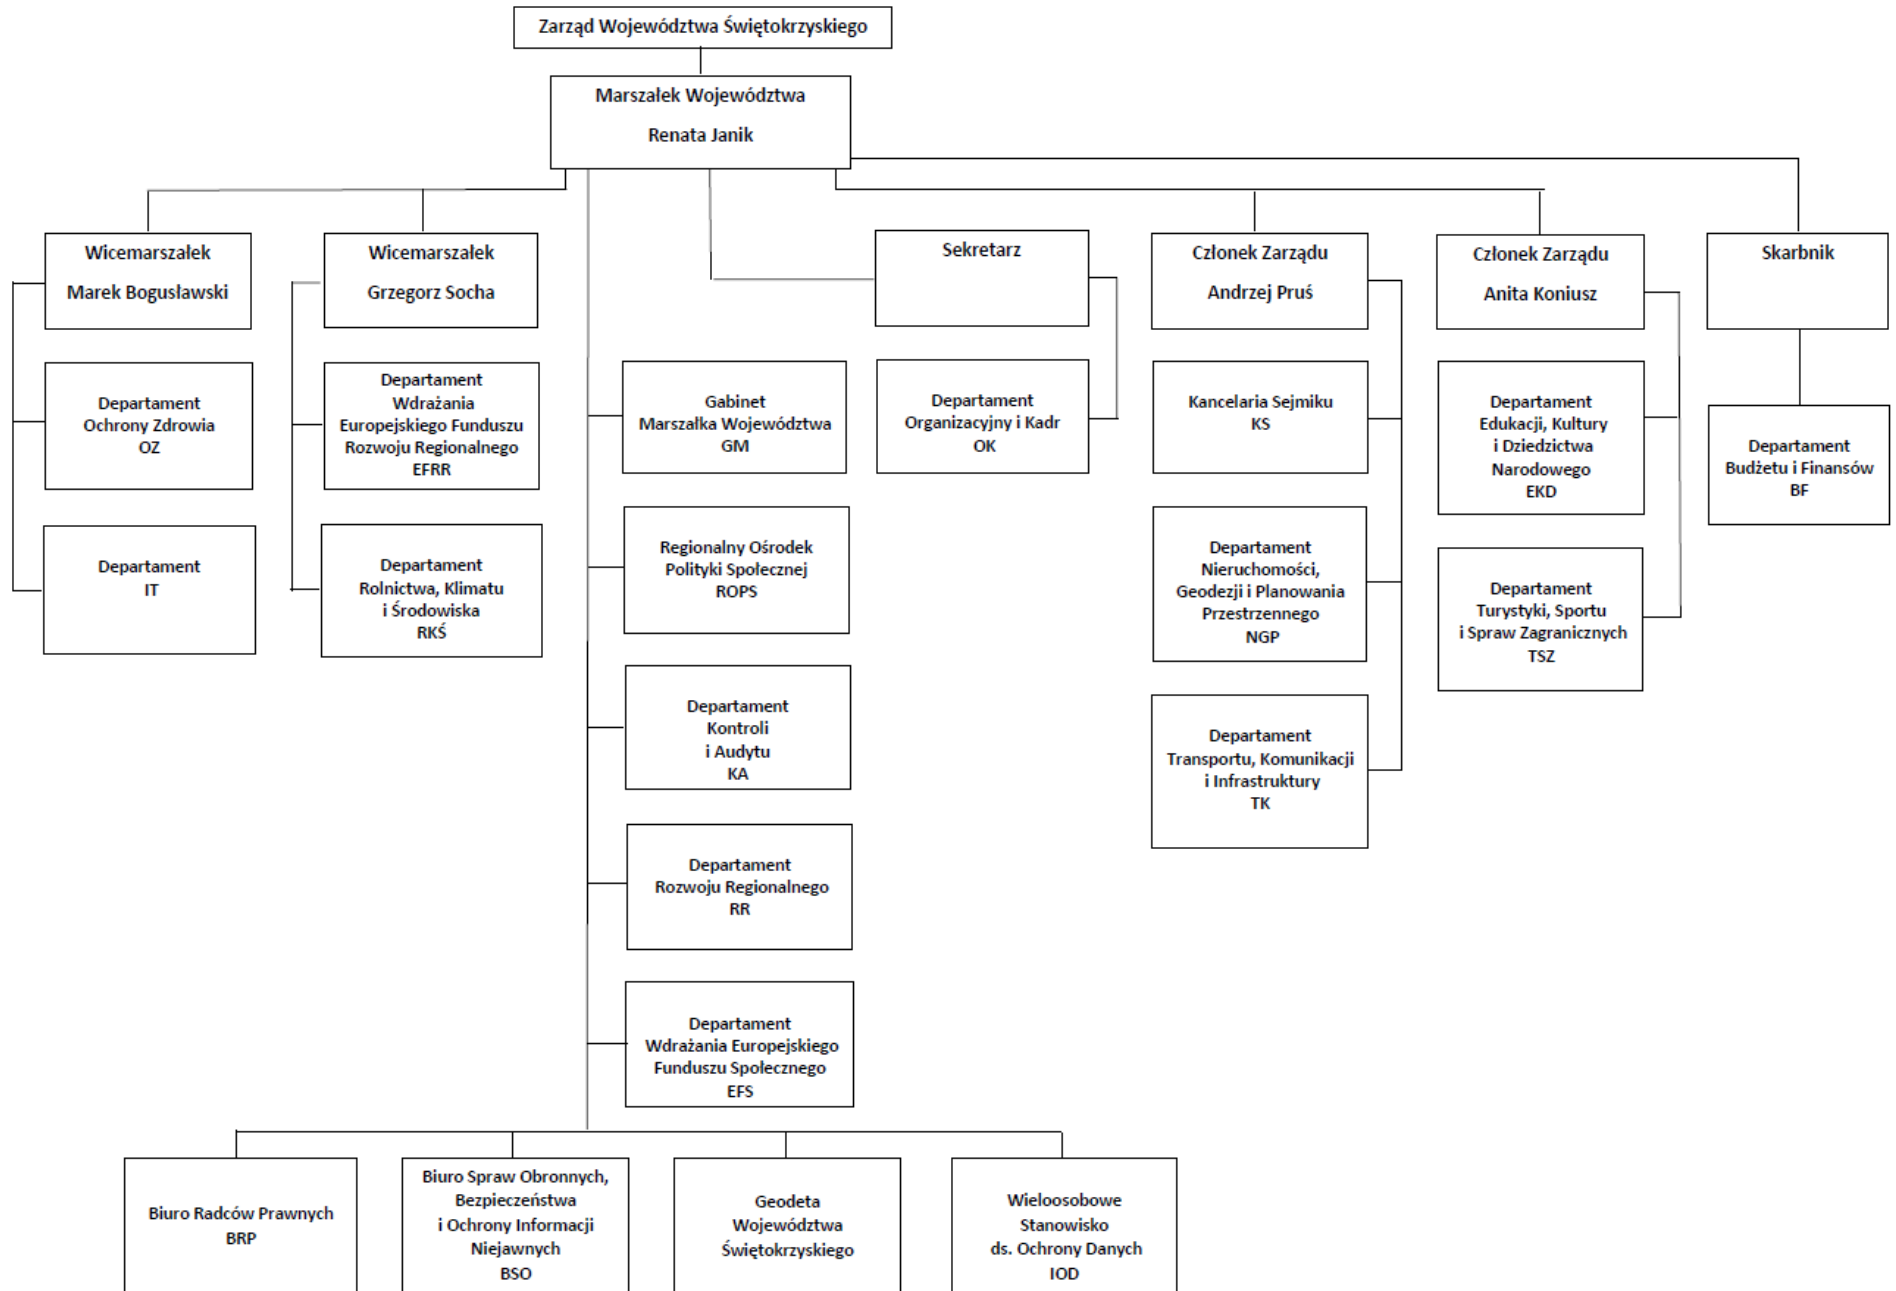 Zarząd Województwa Świętokrzyskiego
Marszałek Województwa
Renata Janik
Wicemarszałek
Marek Bogusławski
Wicemarszałek
Grzegorz Socha
Sekretarz
Członek Zarządu
Andrzej Pruś
Członek Zarządu
Anita Koniusz
Skarbnik
Departament
Ochrony Zdrowia
OZ
Departament
Wdrażania
Europejskiego Funduszu
Rozwoju Regionalnego
EFRR
Gabinet
Marszałka Województwa
GM
Departament
Organizacyjny i Kadr
OK
Kancelaria Sejmiku
KS
Departament
Edukacji, Kultury
i Dziedzictwa
Narodowego
EKD
Departament
Budżetu i Finansów
BF
Departament
IT
Departament
Rolnictwa, Klimatu
i Środowiska
RKŚ
Regionalny Ośrodek
Polityki Społecznej
ROPS
Departament
Nieruchomości,
Geodezji i Planowania
Przestrzennego
NGP
Departament
Turystyki, Sportu
i Spraw Zagranicznych
TSZ
Departament
Kontroli
i Audytu
KA
Departament
Transportu, Komunikacji
i Infrastruktury
TK
Departament
Rozwoju Regionalnego
RR
Departament
Wdrażania Europejskiego
Funduszu Społecznego
EFS
Biuro Radców Prawnych
BRP
Biuro Spraw Obronnych,
Bezpieczeństwa
i Ochrony Informacji
Niejawnych
BSO
Geodeta
Województwa
Świętokrzyskiego
Wieloosobowe
Stanowisko
ds. Ochrony Danych
IOD